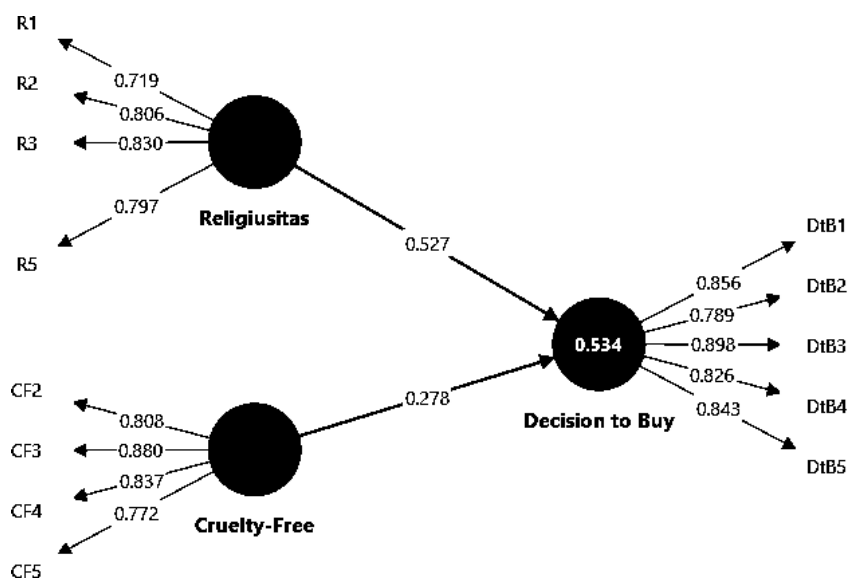 R1
R2
R3
R5
0.719
0.806
0.830
0.797
Religiusitas
0.527
CF2
CF3
CF4
CF5
0.808
0.880
0.837
0.772
Cruelty-Free
0.278
0.534
Decision to Buy
0.856
0.789
0.898
0.826
0.843
DtB1
DtB2
DtB3
DtB4
DtB5